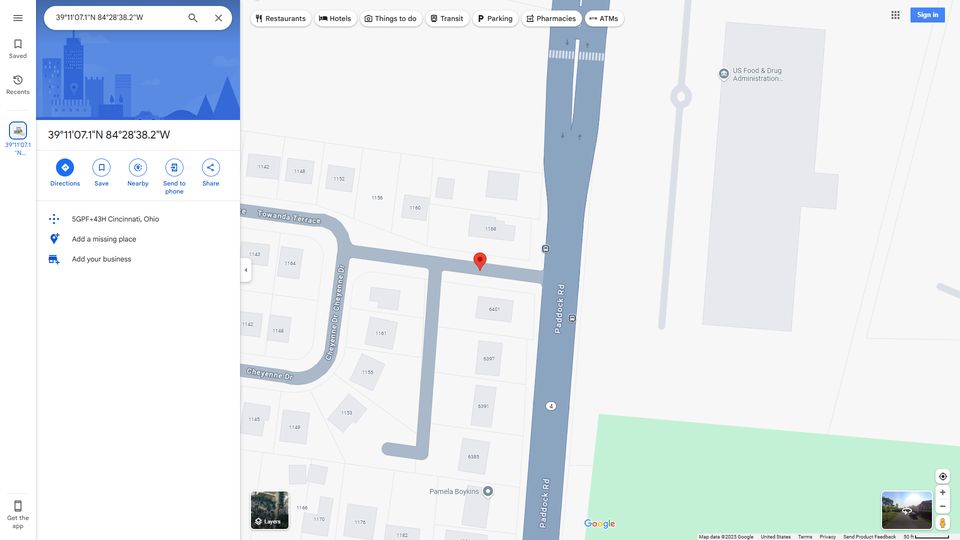 39°11'07.1"N 84°28'38.2"W
Restaurants
Hotels
Things to do
Transit
Parking
Pharmacies
ATMs
Sign in
Saved
Recents
39°11'07.1
"N...
39°11'07.1"N 84°28'38.2"W
Directions
Save
Nearby
Send to
phone
Share
5GPF+43H Cincinnati, Ohio
Add a missing place
Add your business
Get the
app
US Food & Drug
Administration...
1142
1148
1152
1156
1160
1168
Towanda Terrace
1143
1164
Cheyenne Dr
Cheyenne Dr
6401
Paddock Rd
1142
1148
1161
6397
1155
Cheyenne Dr
4
6391
1153
1145
1149
6385
Pamela Boykins
Paddock Rd
1166
1170
1176
1182
Layers
Google
Map data ©2025 Google
United States
Terms
Privacy
Send Product Feedback
50 ft